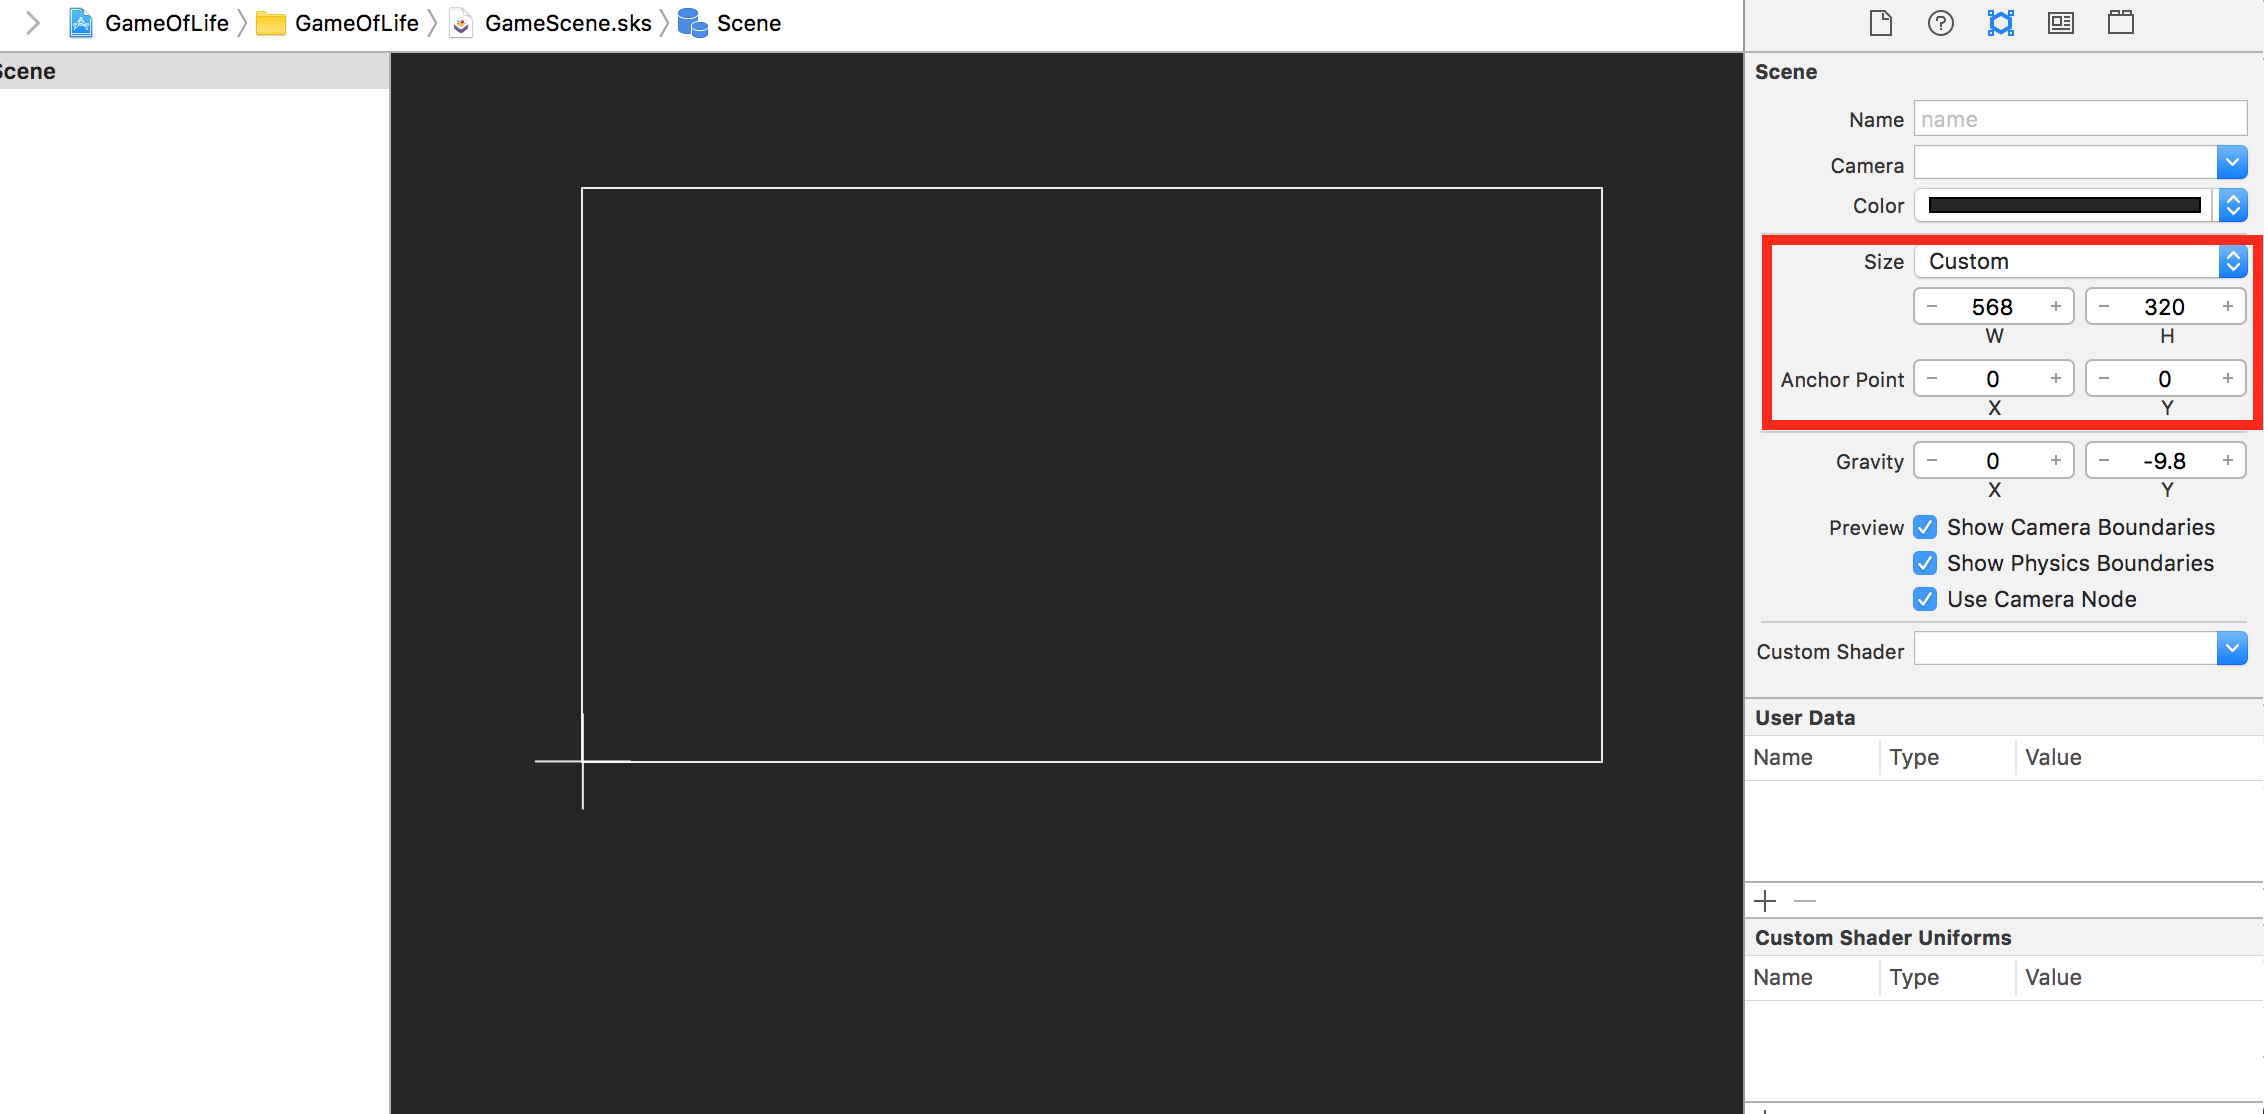 GameOfLife GameOfLife GameScene.sks Scene
Scene
Scene
Name name
Camera
Color
Size Custom
568 320
W H
Anchor Point 0 0
X Y
Gravity 0 -9.8
X Y
Preview Show Camera Boundaries
Show Physics Boundaries
Use Camera Node
Custom Shader
User Data
Name Type Value
Custom Shader Uniforms
Name Type Value